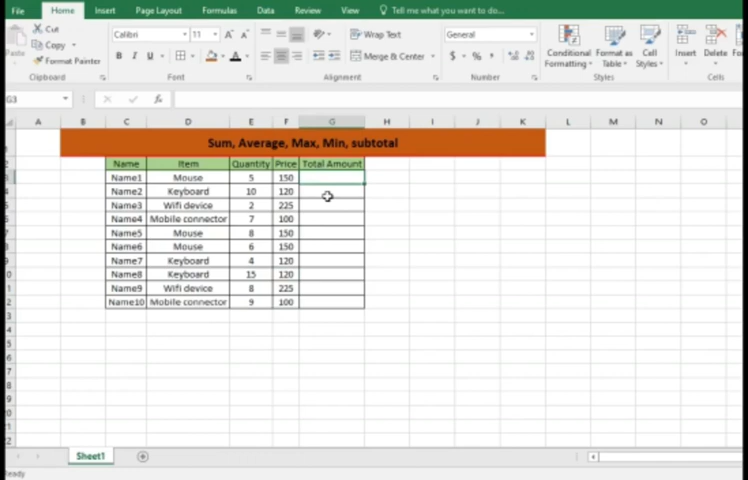 File Home Insert Page Layout Formulas Data Review View Tell me what you want to do...
Cut
Copy
Format Painter
Paste
Calibri 11 A A
B I U
Wrap Text
Merge & Center
General
% ,
Conditional Formatting
Format as Table
Cell Styles
Insert Delete
Clipboard Font Alignment Number Styles Cells
G3 fx
A B C D E F G H I J K L M N O
Sum, Average, Max, Min, subtotal
Name Item Quantity Price Total Amount
Name1 Mouse 5 150
Name2 Keyboard 10 120
Name3 Wifi device 2 225
Name4 Mobile connector 7 100
Name5 Mouse 8 150
Name6 Mouse 6 150
Name7 Keyboard 4 120
Name8 Keyboard 15 120
Name9 Wifi device 8 225
Name10 Mobile connector 9 100
Sheet1